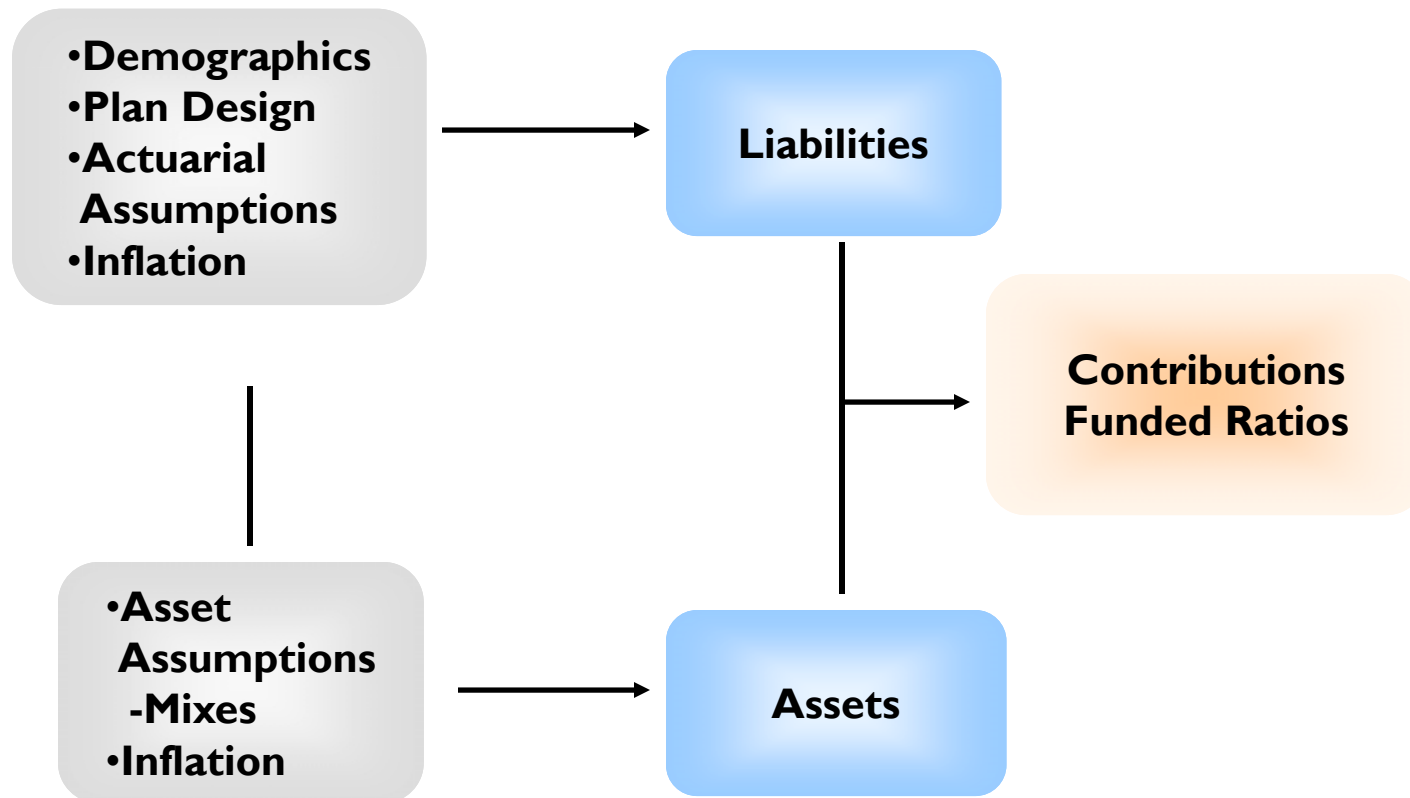 •Demographics
•Plan Design
•Actuarial
Assumptions
•Inflation
Liabilities
Contributions
Funded Ratios
•Asset
Assumptions
-Mixes
•Inflation
Assets